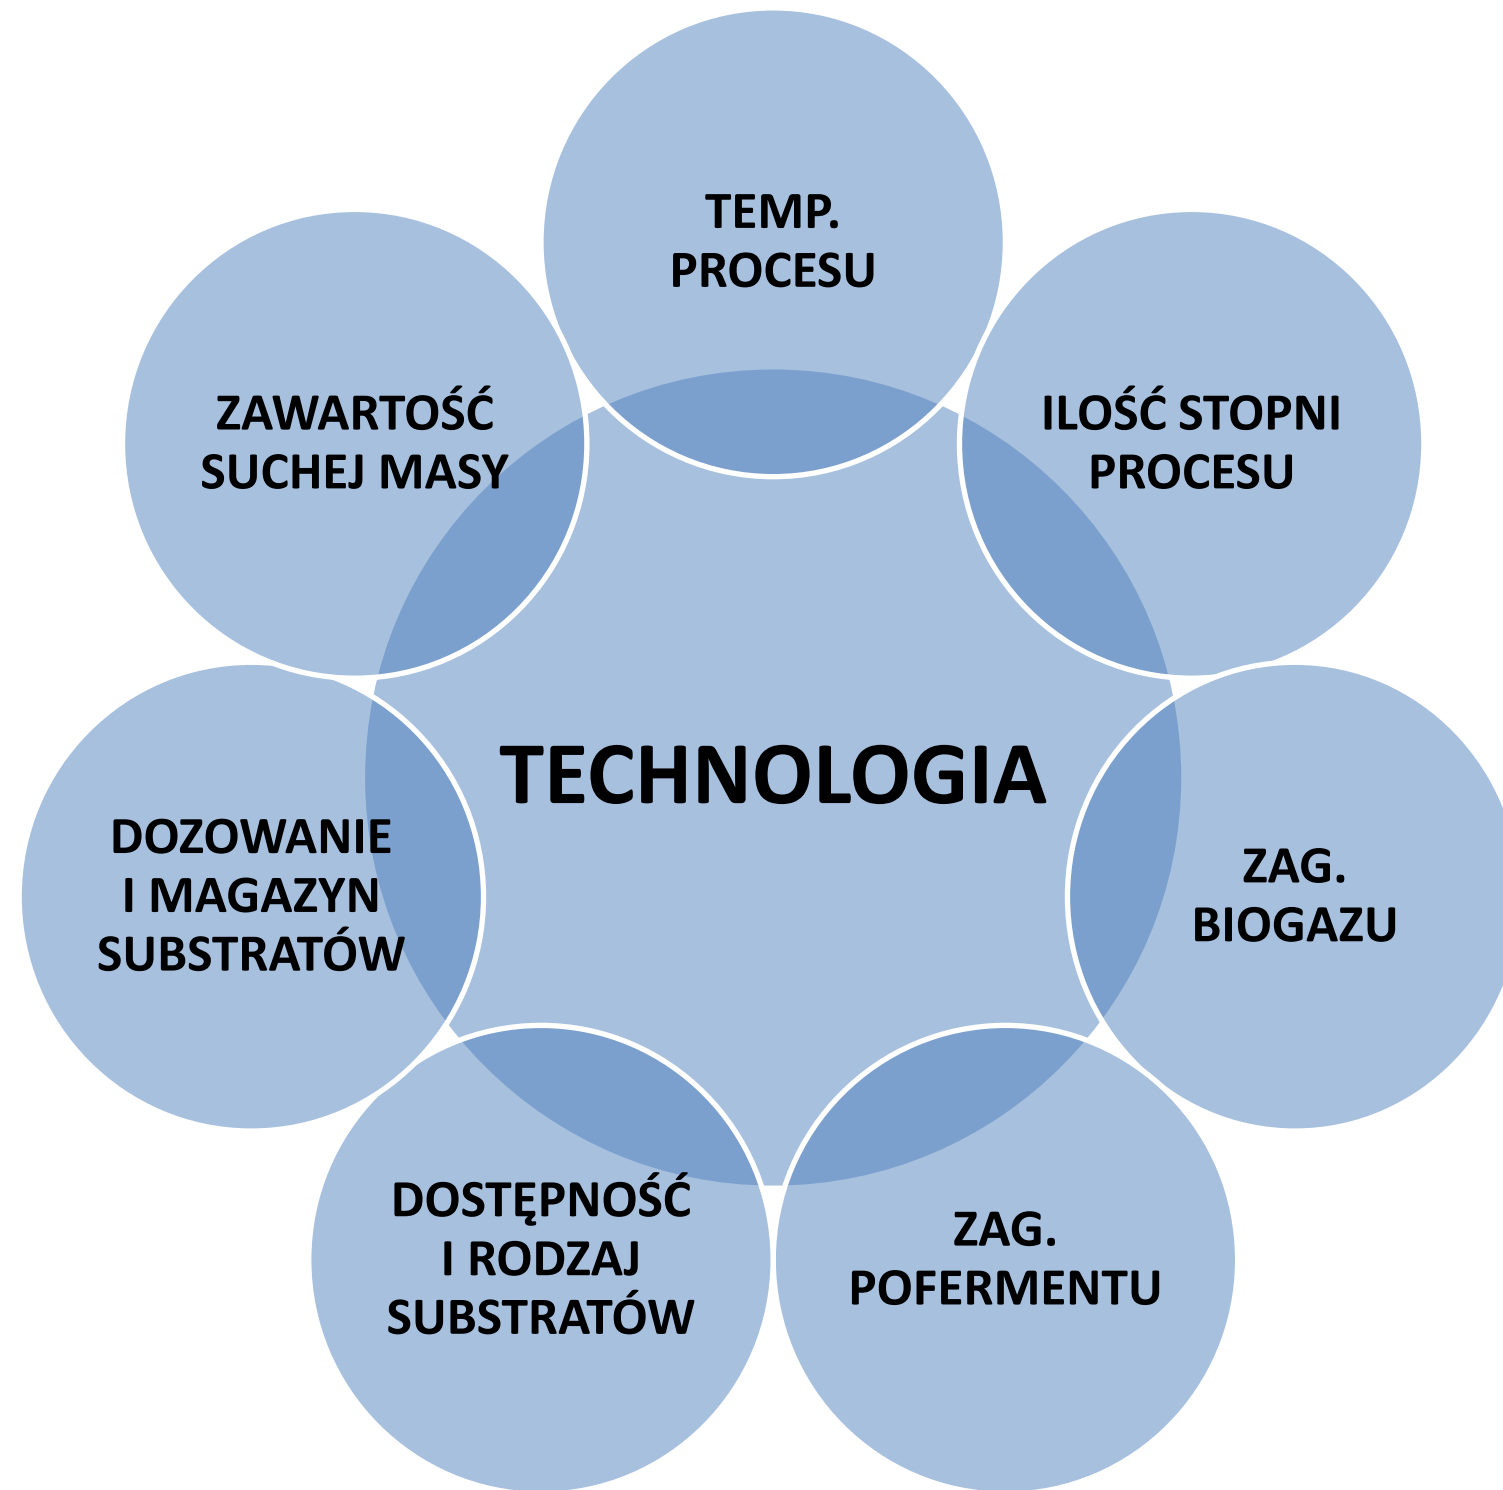 TEMP.
PROCESU
ZAWARTOŚĆ
SUCHEJ MASY
ILOŚĆ STOPNI
PROCESU
TECHNOLOGIA
DOZOWANIE
I MAGAZYN
SUBSTRATÓW
ZAG.
BIOGAZU
DOSTĘPNOŚĆ
I RODZAJ
SUBSTRATÓW
ZAG.
POFERMENTU